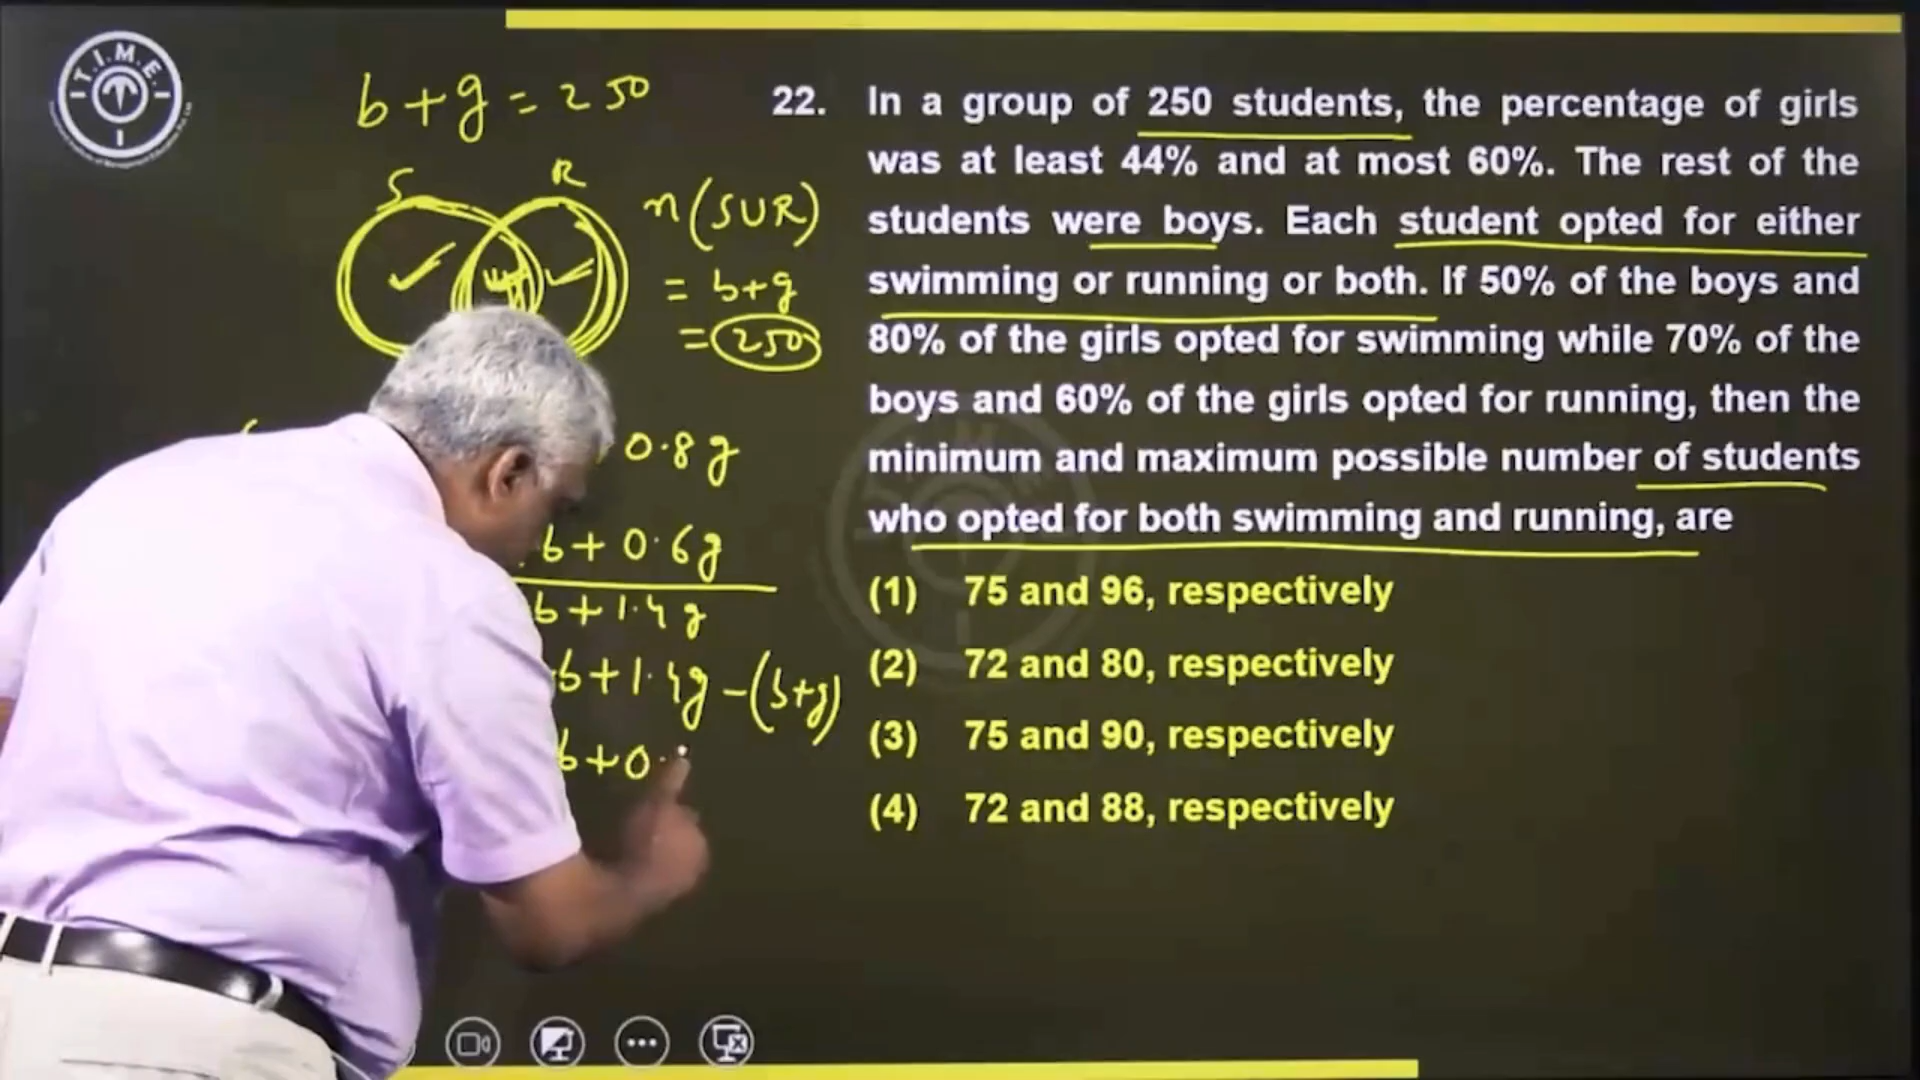 T.I.M.E.
b+g = 250
S R
n(SUR)
= b+g
= 250
0.8g
b + 0.6g
b + 1.4g
b + 1.4g - (b+g)
b + 0.
22. In a group of 250 students, the percentage of girls
was at least 44% and at most 60%. The rest of the
students were boys. Each student opted for either
swimming or running or both. If 50% of the boys and
80% of the girls opted for swimming while 70% of the
boys and 60% of the girls opted for running, then the
minimum and maximum possible number of students
who opted for both swimming and running, are
(1) 75 and 96, respectively
(2) 72 and 80, respectively
(3) 75 and 90, respectively
(4) 72 and 88, respectively